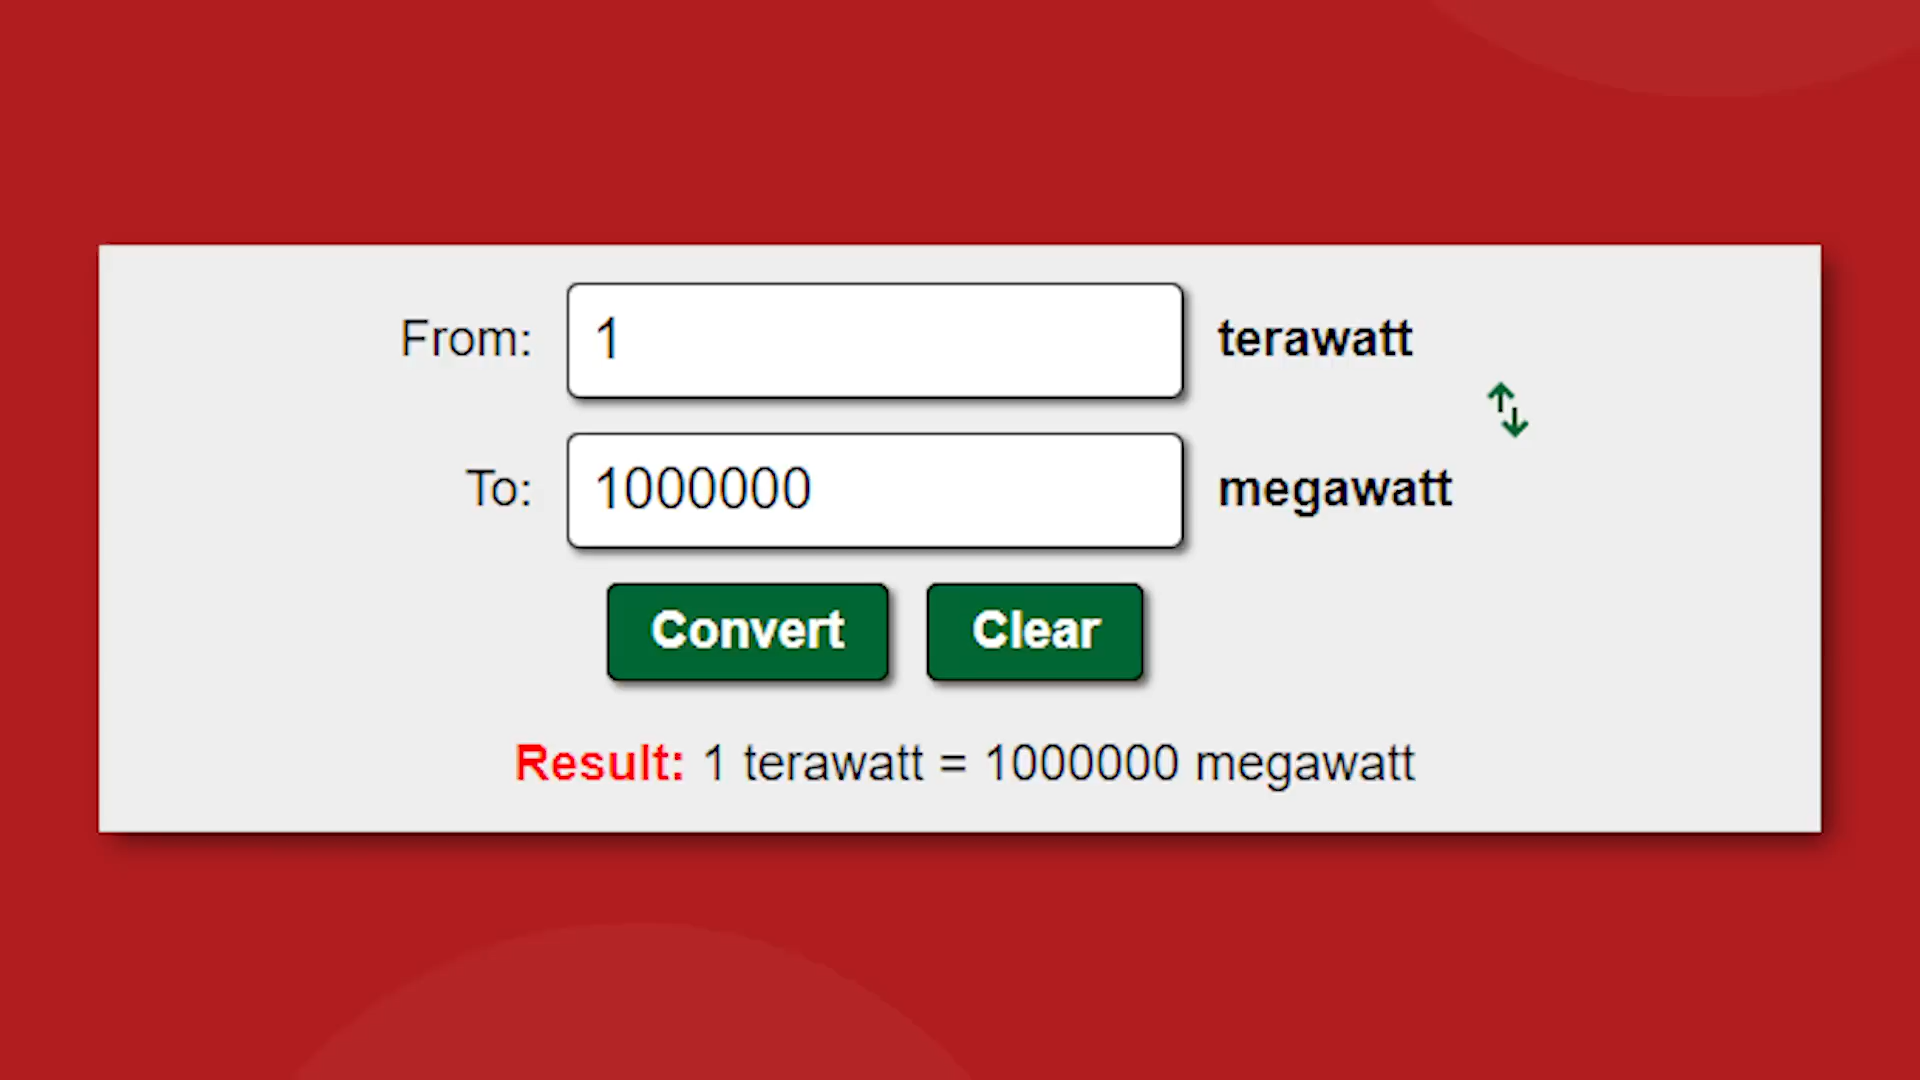 From: 1 terawatt
To: 1000000 megawatt
Convert Clear
Result: 1 terawatt = 1000000 megawatt